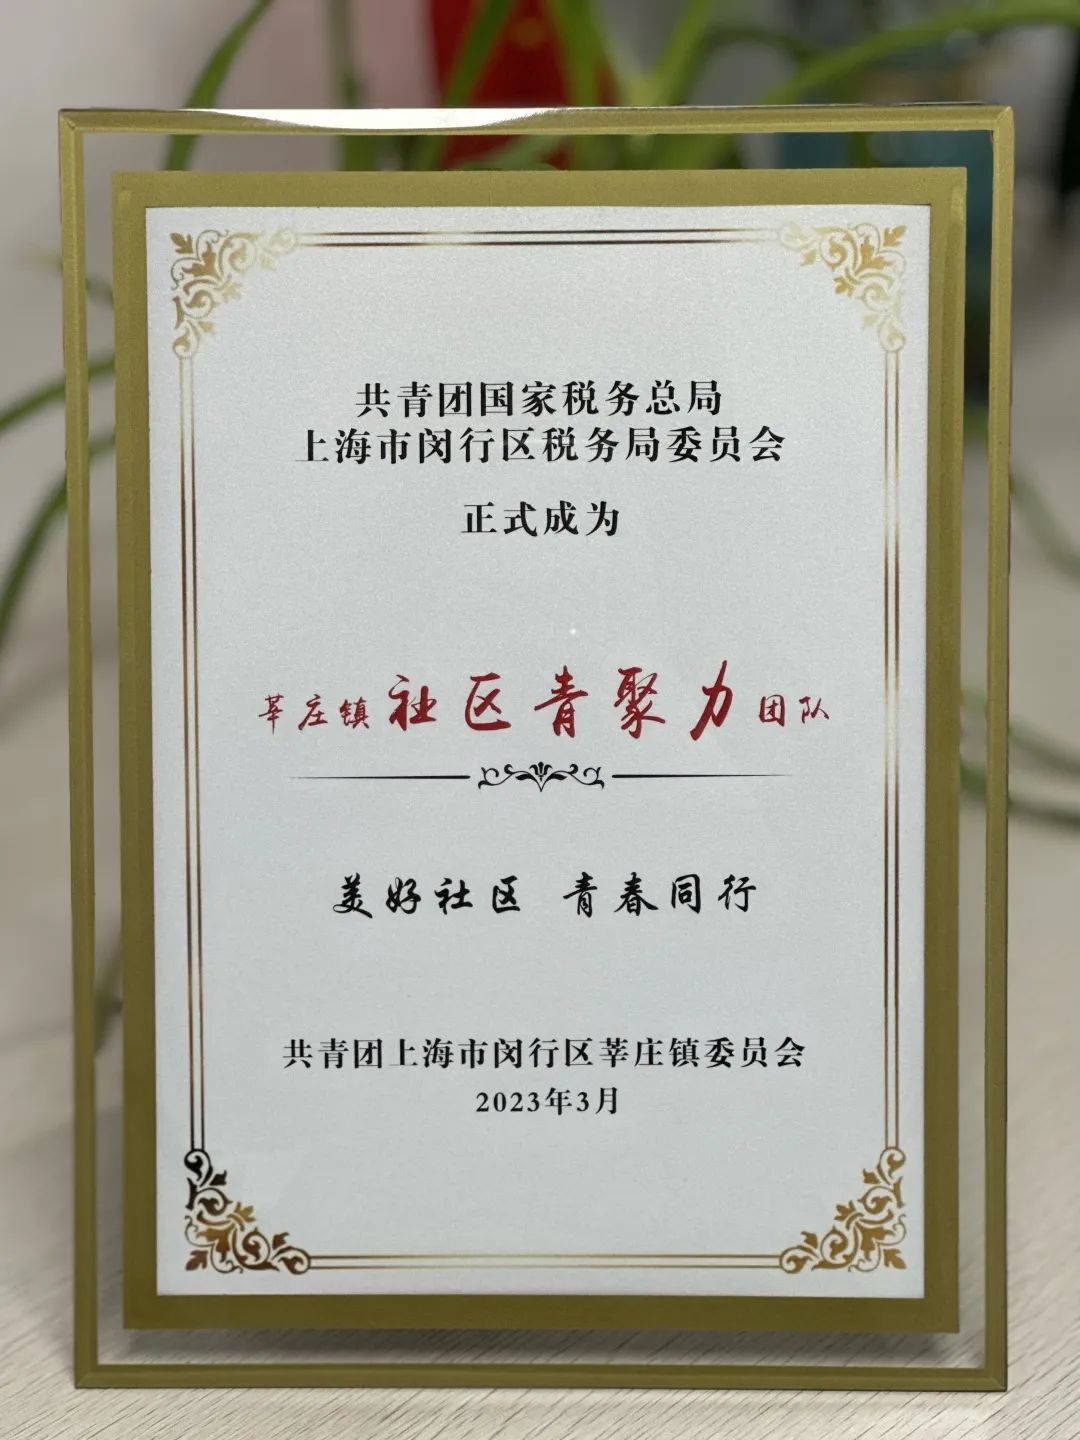 共青团国家税务总局
上海市闵行区税务局委员会
正式成为
莘庄镇社区青聚力团队
美好社区 青春同行
共青团上海市闵行区莘庄镇委员会
2023年3月